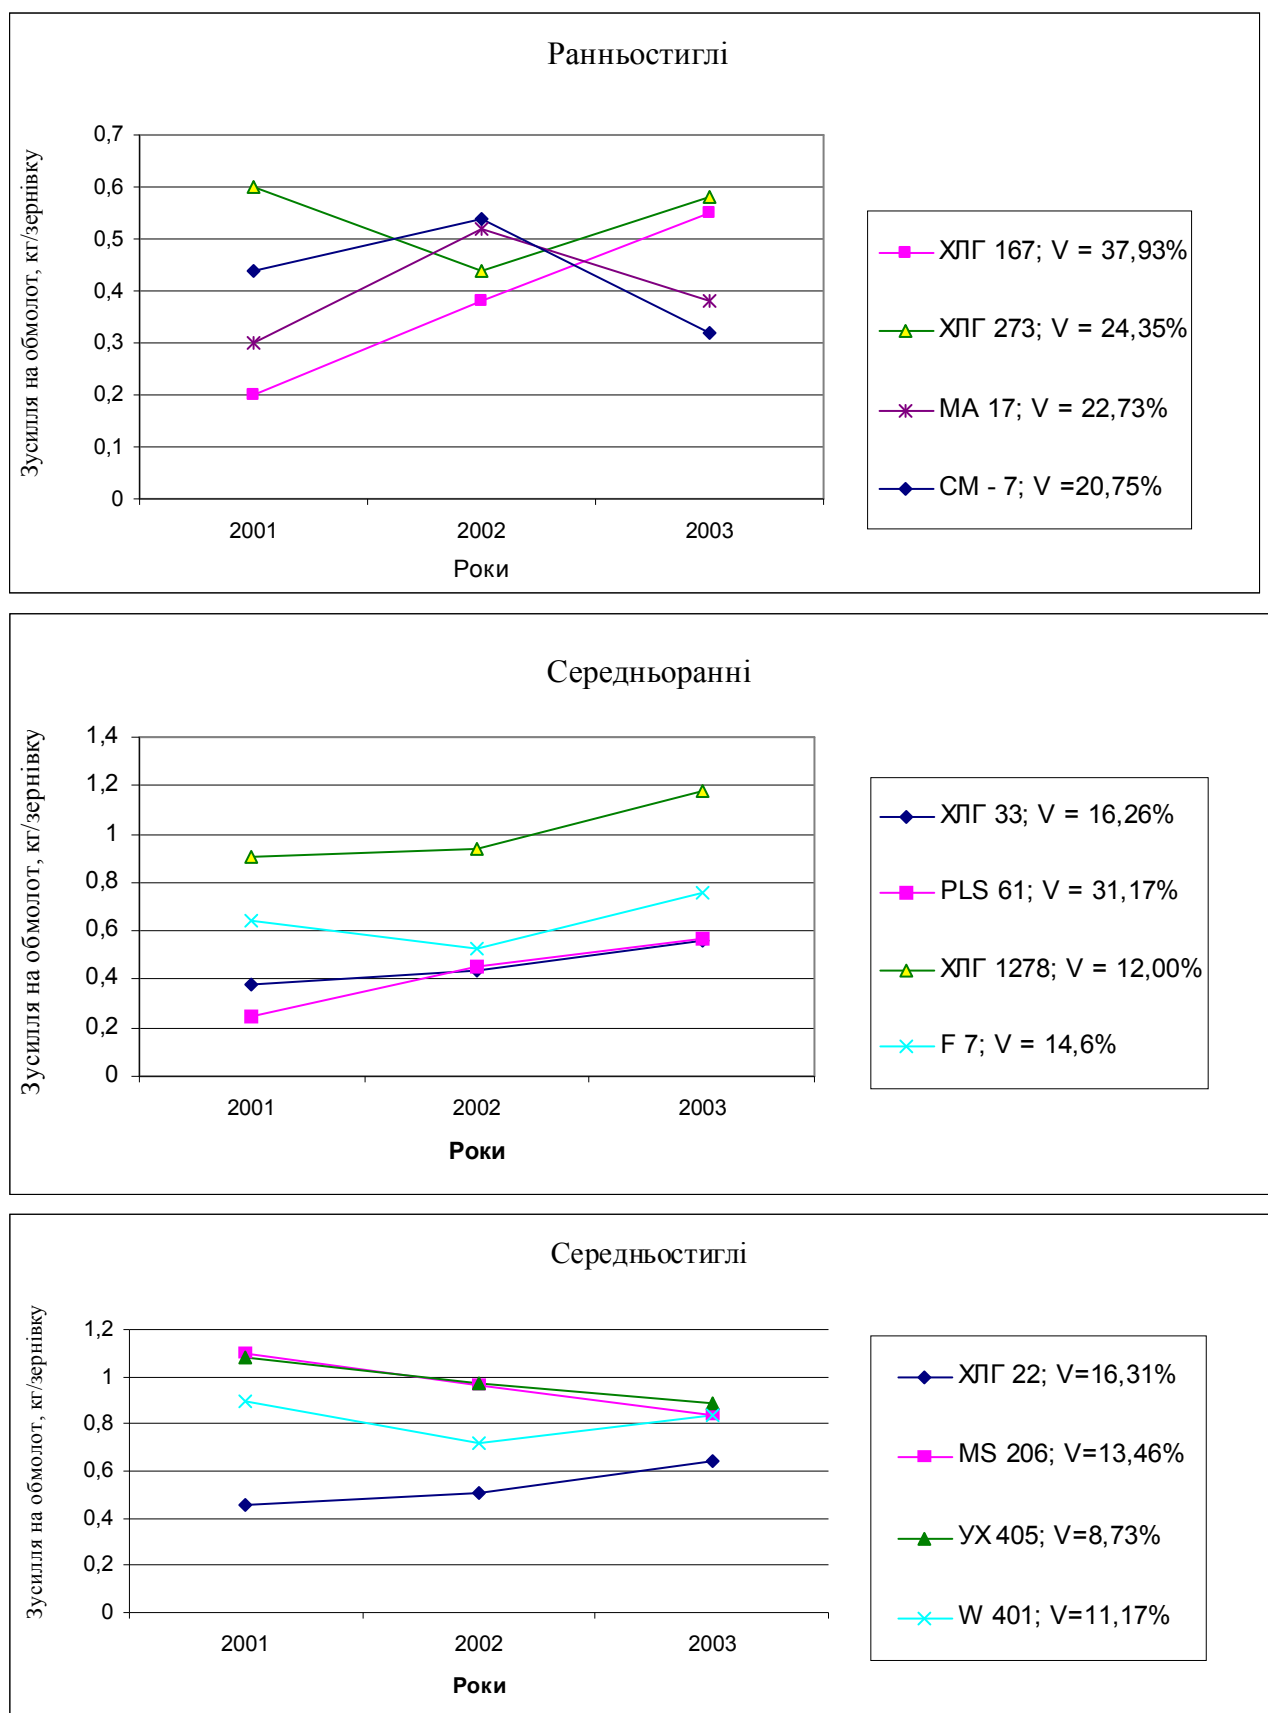 Ранньостиглі
Зусилля на обмолот, кг/зернівку
0,7
0,6
0,5
0,4
0,3
0,2
0,1
0
2001 2002 2003
Роки
ХЛГ 167; V = 37,93%
ХЛГ 273; V = 24,35%
МА 17; V = 22,73%
СМ - 7; V =20,75%
Середньоранні
Зусилля на обмолот, кг/зернівку
1,4
1,2
1
0,8
0,6
0,4
0,2
0
2001 2002 2003
Роки
ХЛГ 33; V = 16,26%
PLS 61; V = 31,17%
ХЛГ 1278; V = 12,00%
F 7; V = 14,6%
Середньостиглі
Зусилля на обмолот, кг/зернівку
1,2
1
0,8
0,6
0,4
0,2
0
2001 2002 2003
Роки
ХЛГ 22; V=16,31%
MS 206; V=13,46%
УХ 405; V=8,73%
W 401; V=11,17%